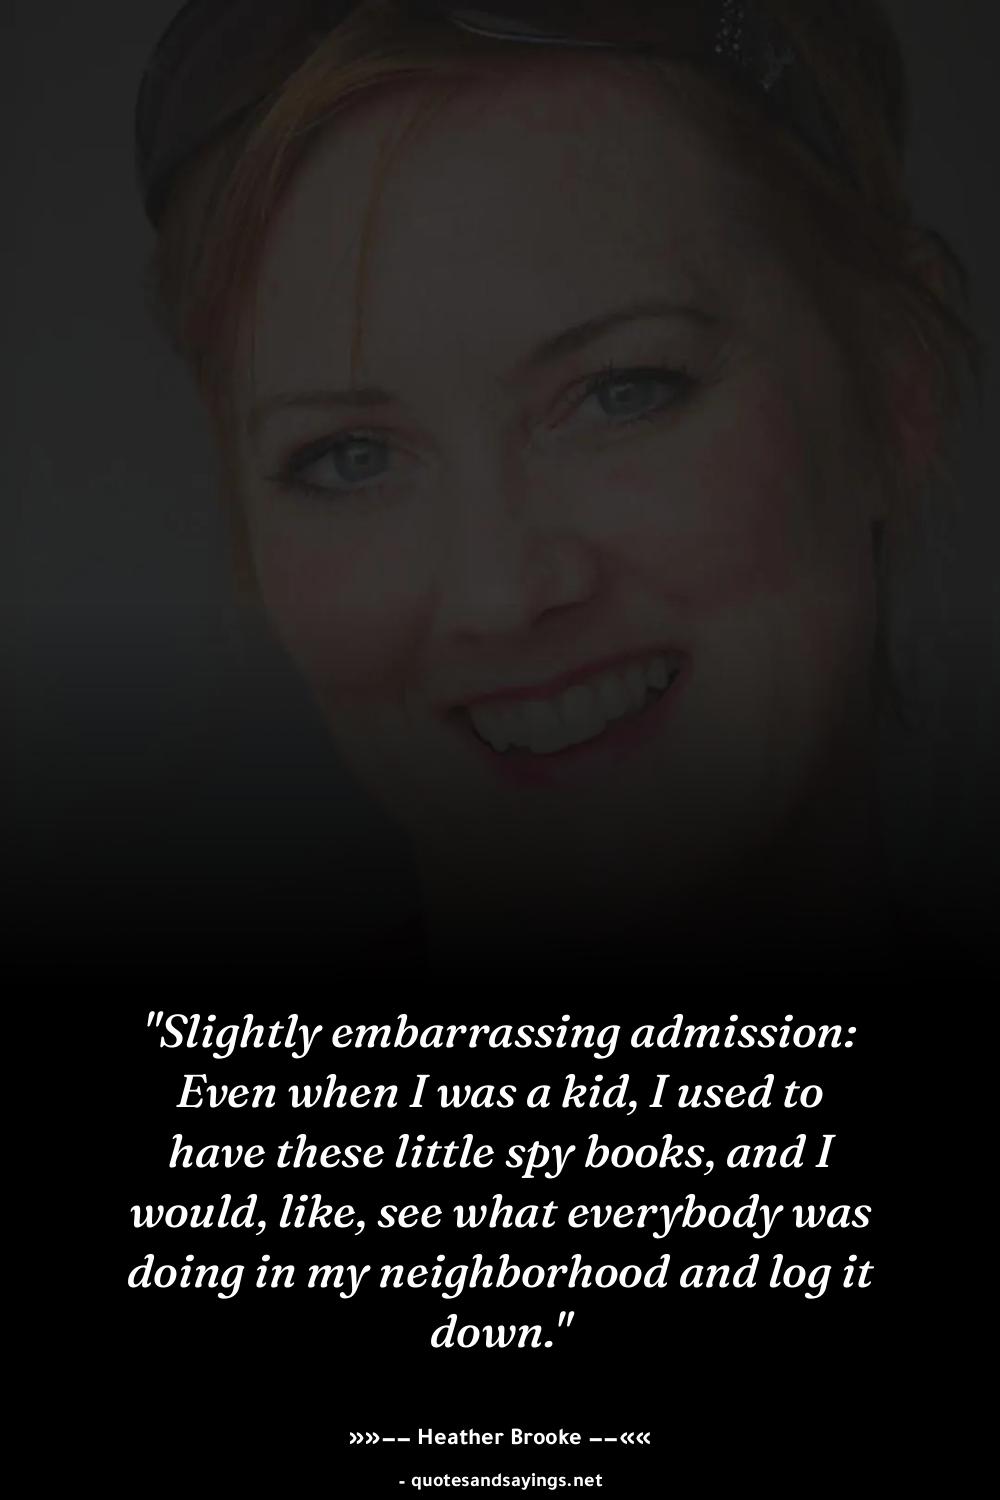 "Slightly embarrassing admission:
Even when I was a kid, I used to
have these little spy books, and I
would, like, see what everybody was
doing in my neighborhood and log it
down."
»»−− Heather Brooke −−««
- quotesandsayings.net